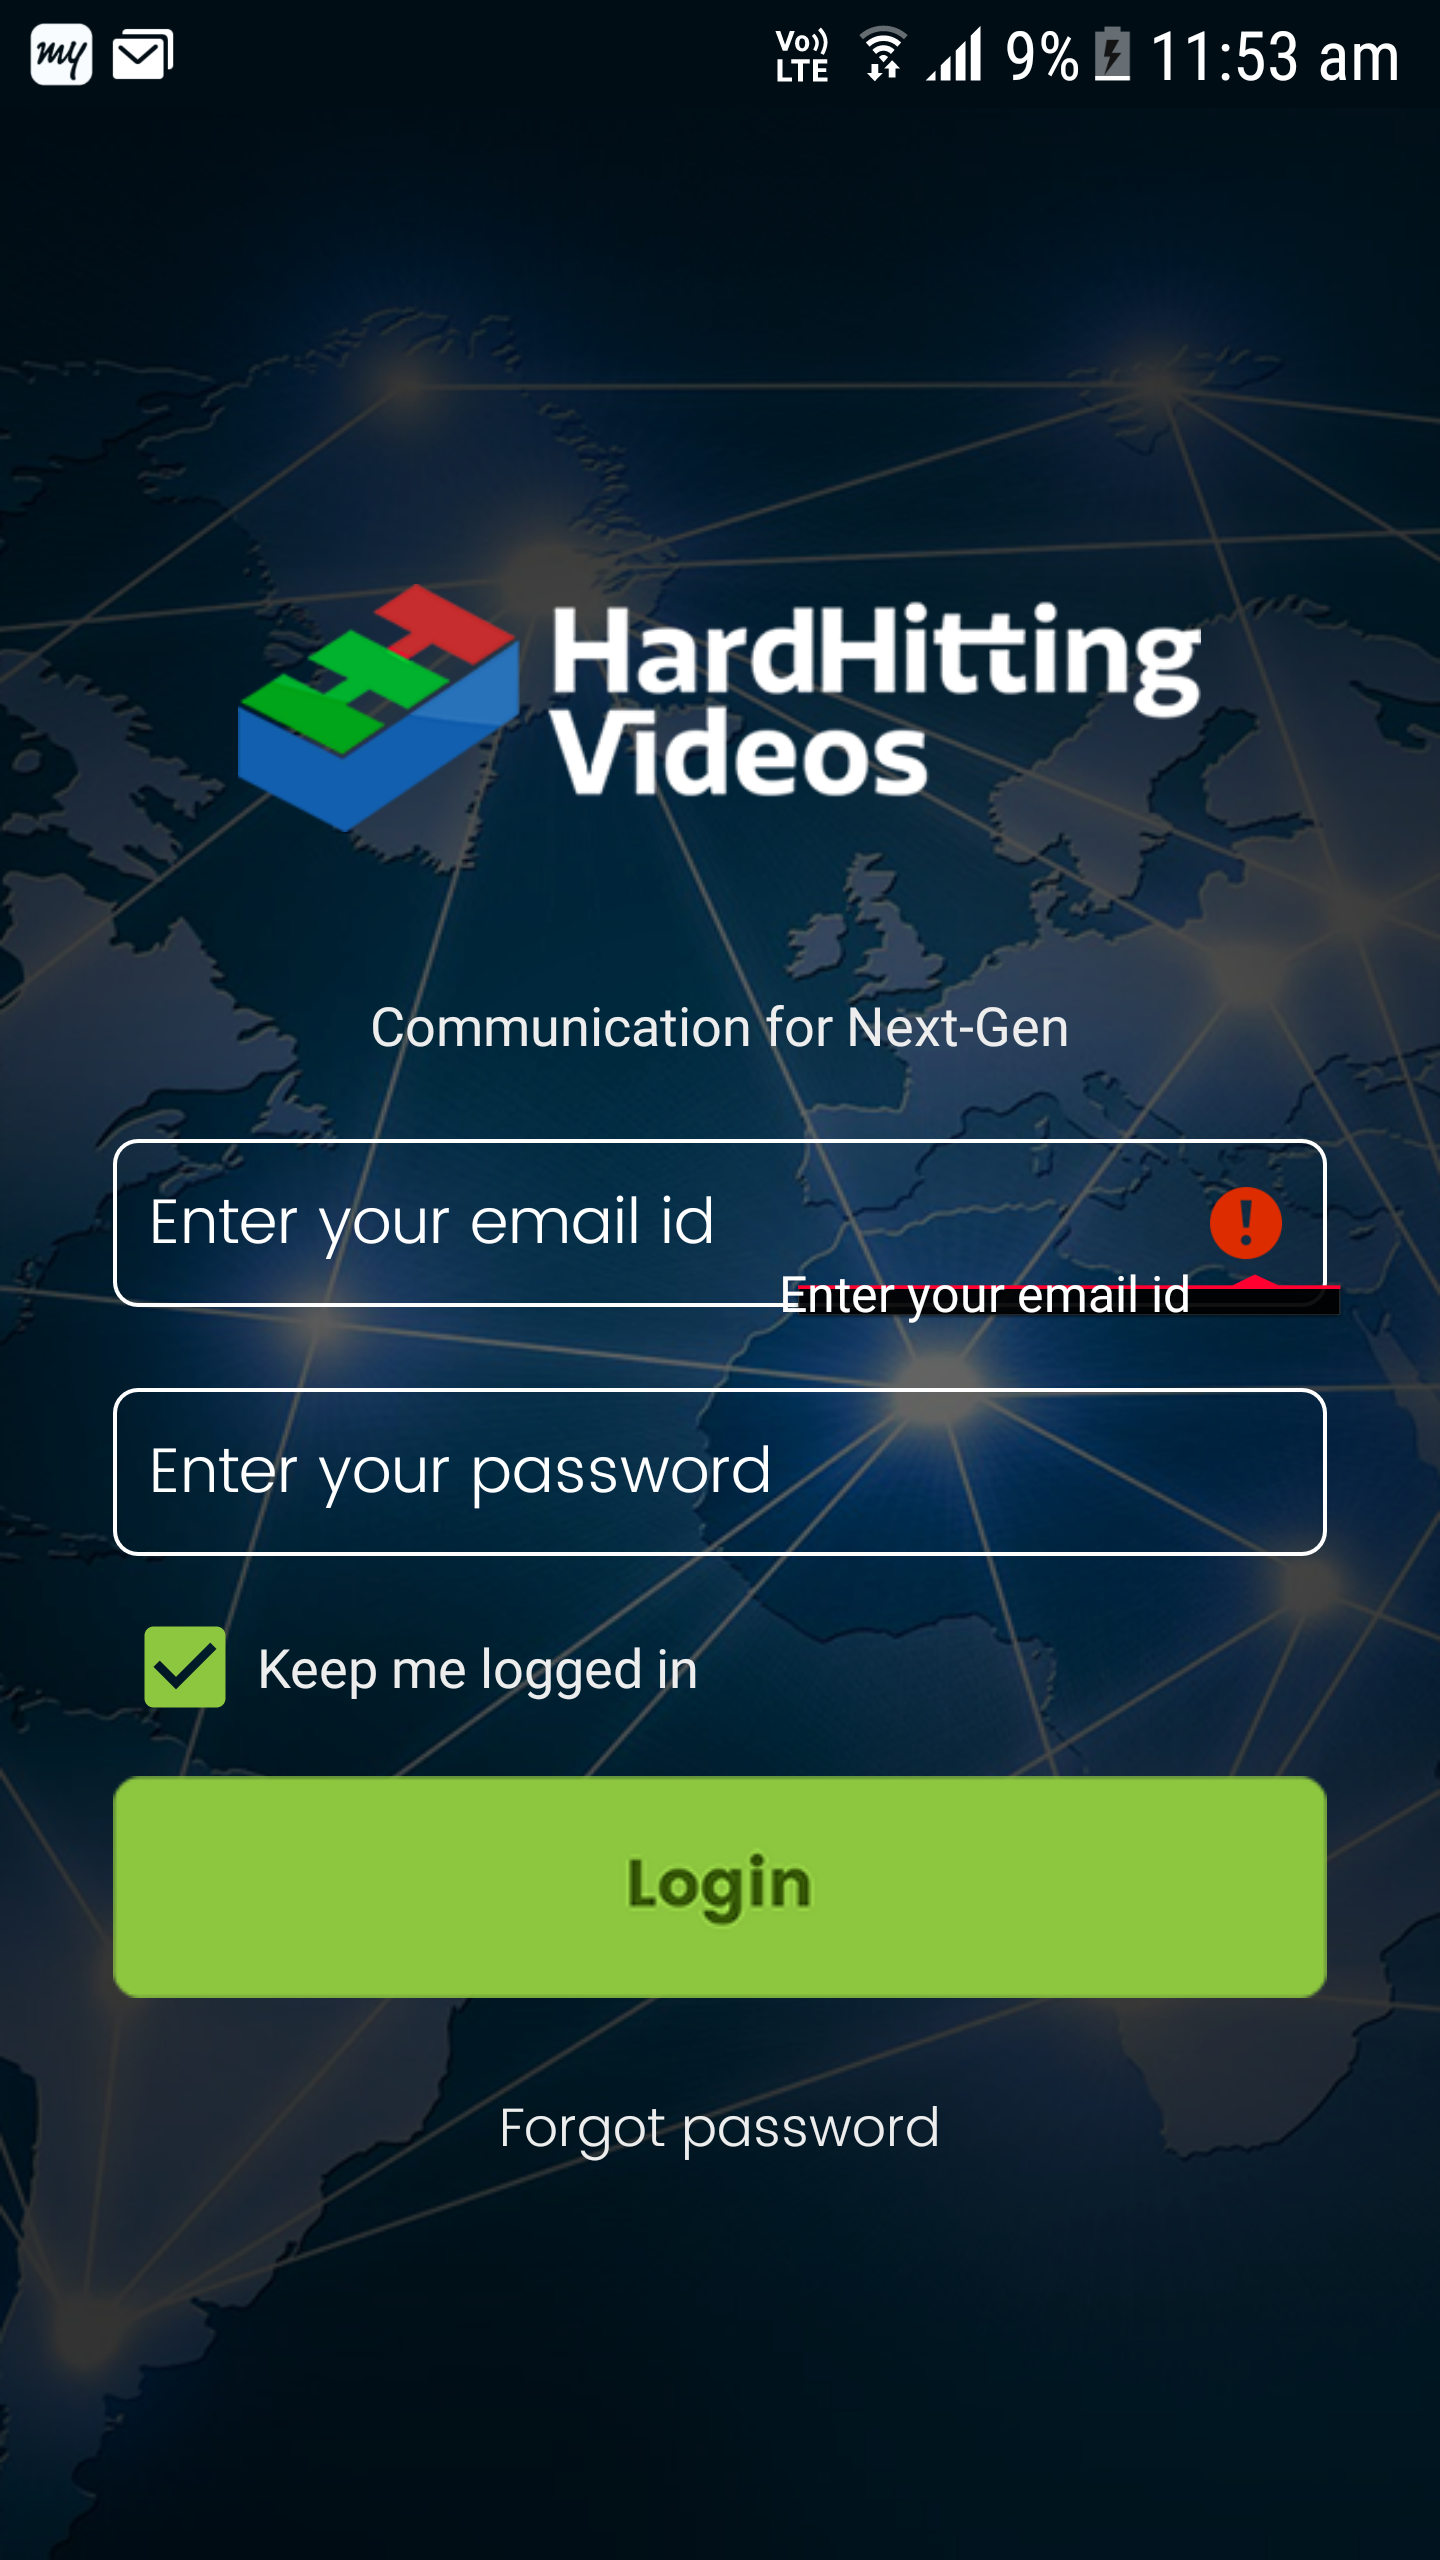 my Vo)) LTE 9% 11:53 am
HardHitting
Videos
Communication for Next-Gen
Enter your email id
Enter your email id
Enter your password
Keep me logged in
Login
Forgot password